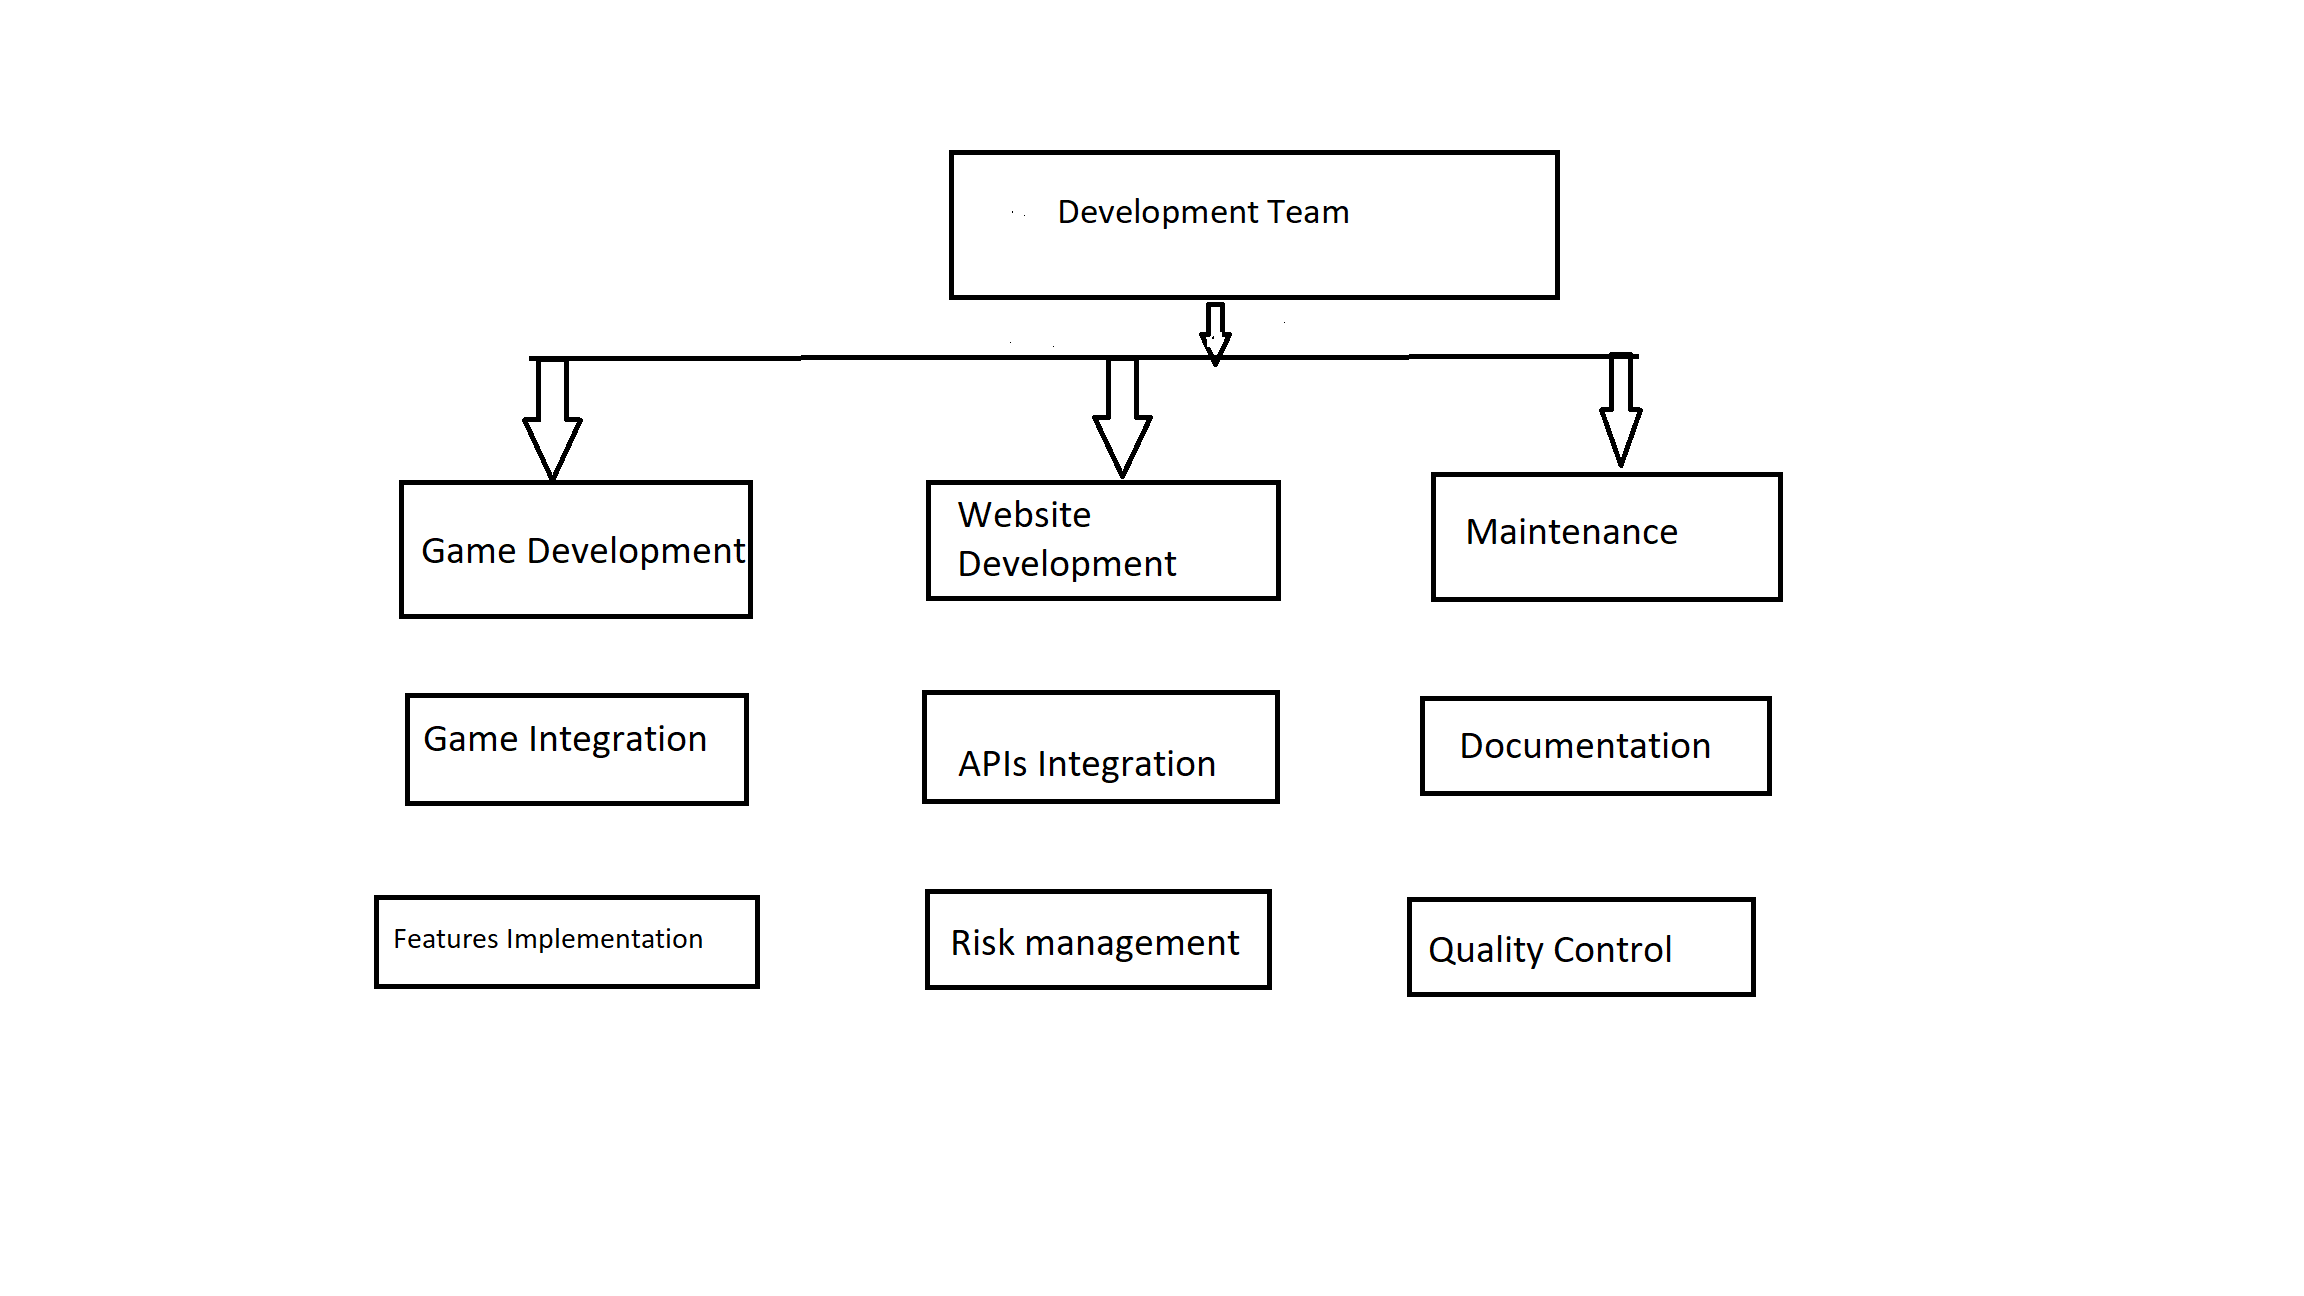 Development Team
Game Development
Website
Development
Maintenance
Game Integration
APIs Integration
Documentation
Features Implementation
Risk management
Quality Control